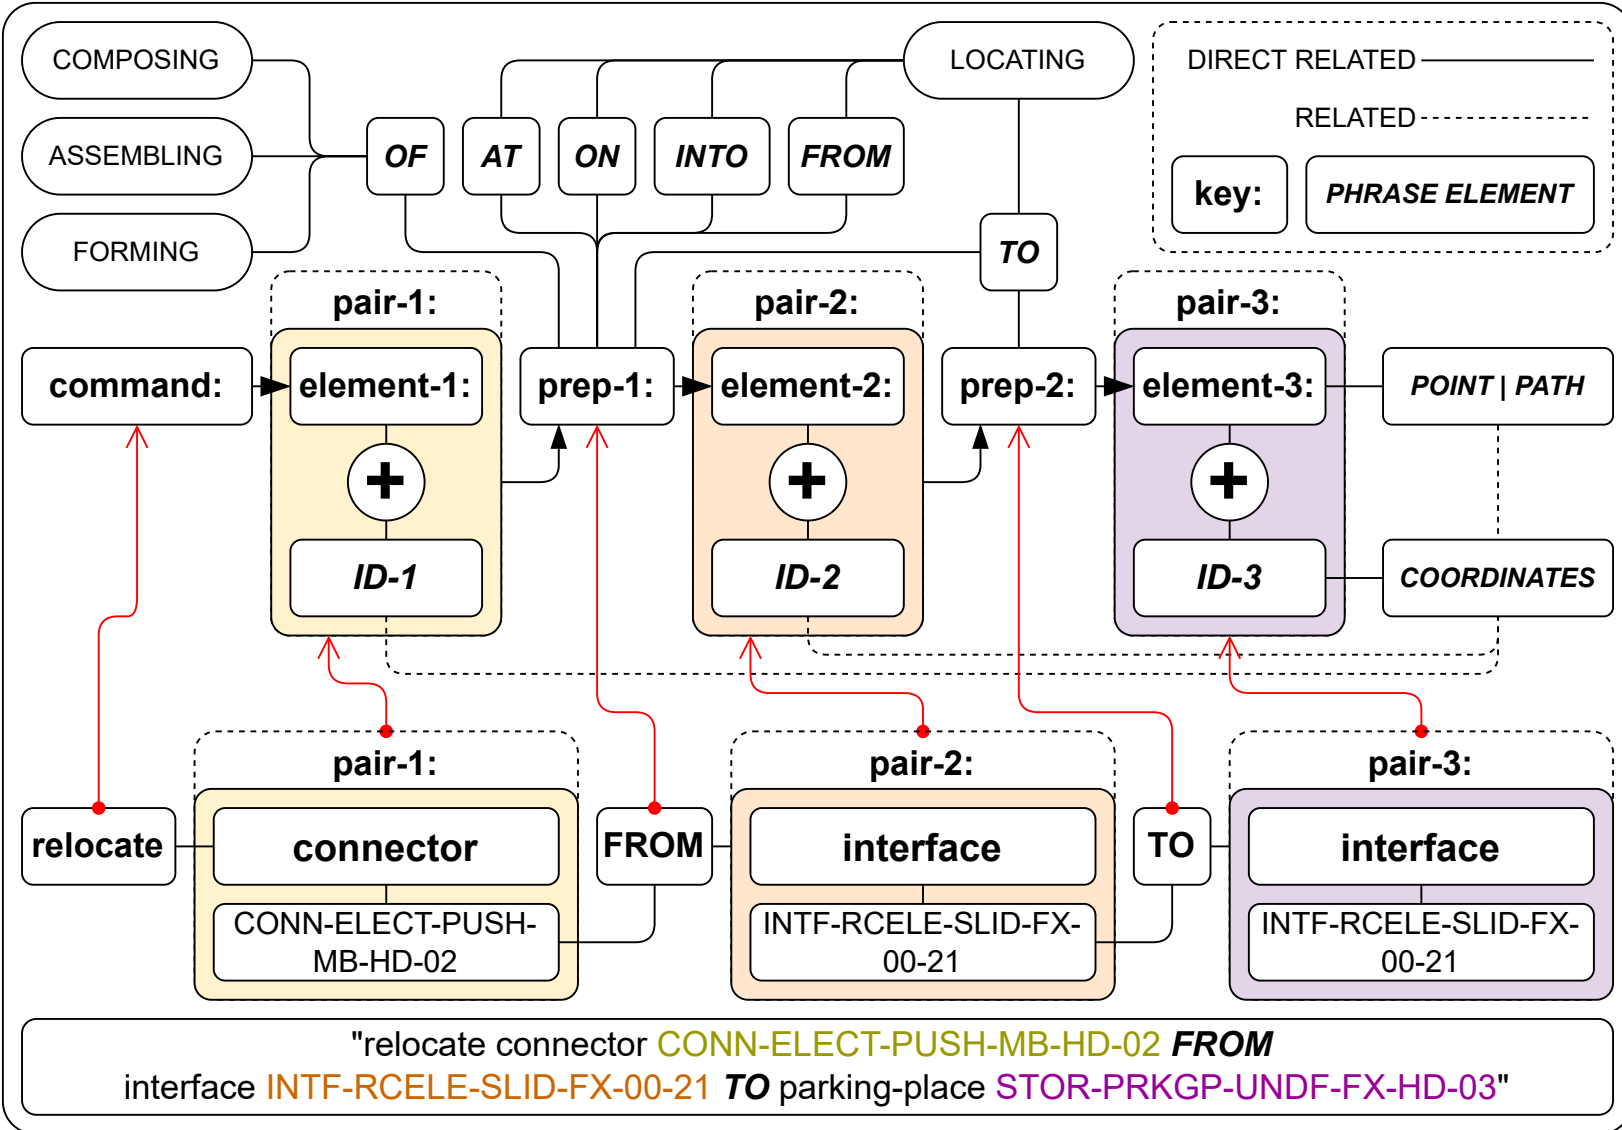 COMPOSING
LOCATING
DIRECT RELATED
RELATED
ASSEMBLING
OF
AT
ON
INTO
FROM
key:
PHRASE ELEMENT
FORMING
TO
pair-1:
pair-2:
pair-3:
command:
element-1:
prep-1:
element-2:
prep-2:
element-3:
POINT | PATH
+
+
+
ID-1
ID-2
ID-3
COORDINATES
pair-1:
pair-2:
pair-3:
relocate
connector
FROM
interface
TO
interface
CONN-ELECT-PUSH-
MB-HD-02
INTF-RCELE-SLID-FX-
00-21
INTF-RCELE-SLID-FX-
00-21
"relocate connector CONN-ELECT-PUSH-MB-HD-02 FROM
interface INTF-RCELE-SLID-FX-00-21 TO parking-place STOR-PRKGP-UNDF-FX-HD-03"